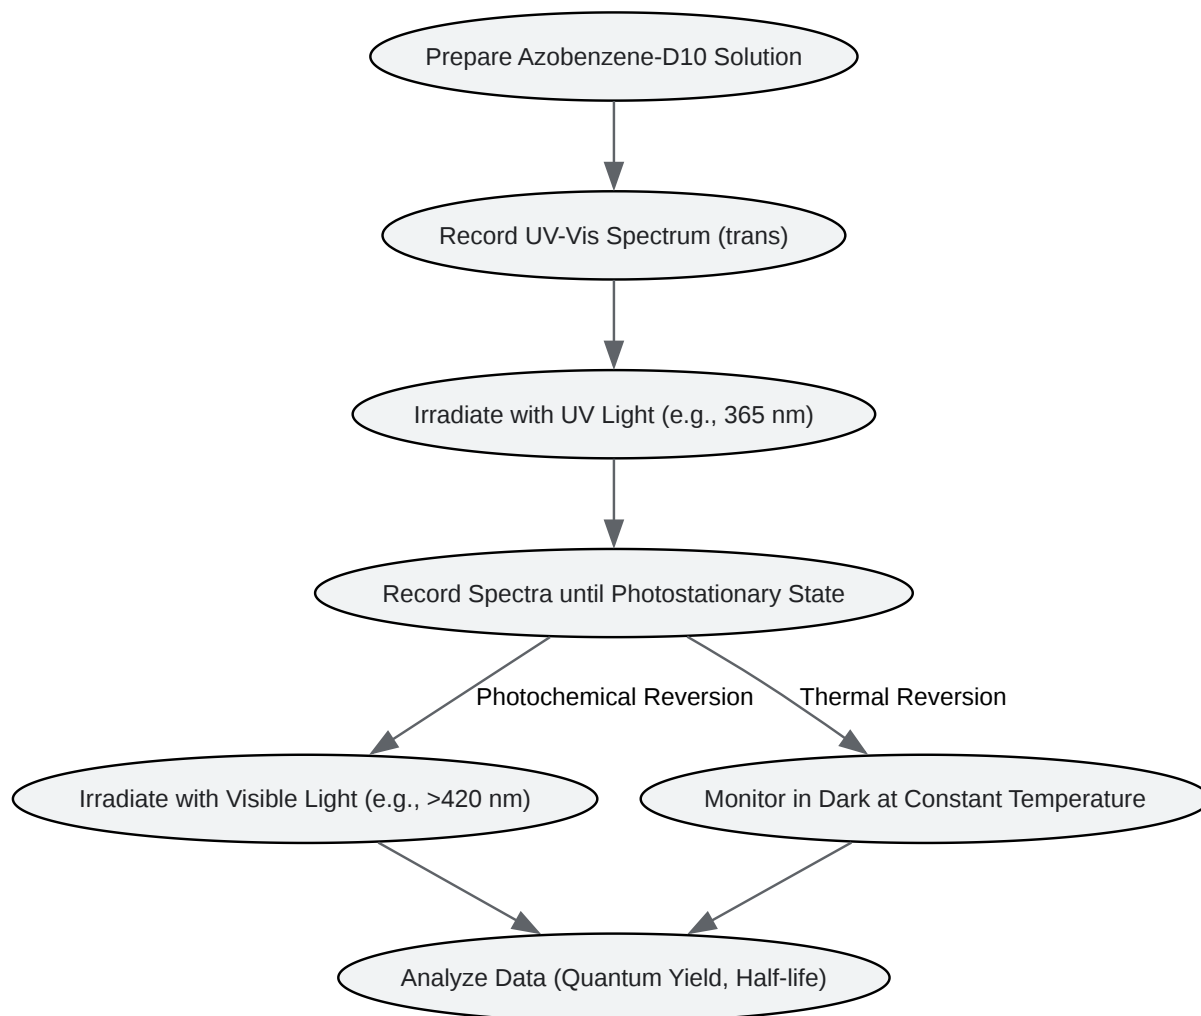 Prepare Azobenzene-D10 Solution
Record UV-Vis Spectrum (trans)
Irradiate with UV Light (e.g., 365 nm)
Record Spectra until Photostationary State
Photochemical Reversion
Thermal Reversion
Irradiate with Visible Light (e.g., >420 nm)
Monitor in Dark at Constant Temperature
Analyze Data (Quantum Yield, Half-life)